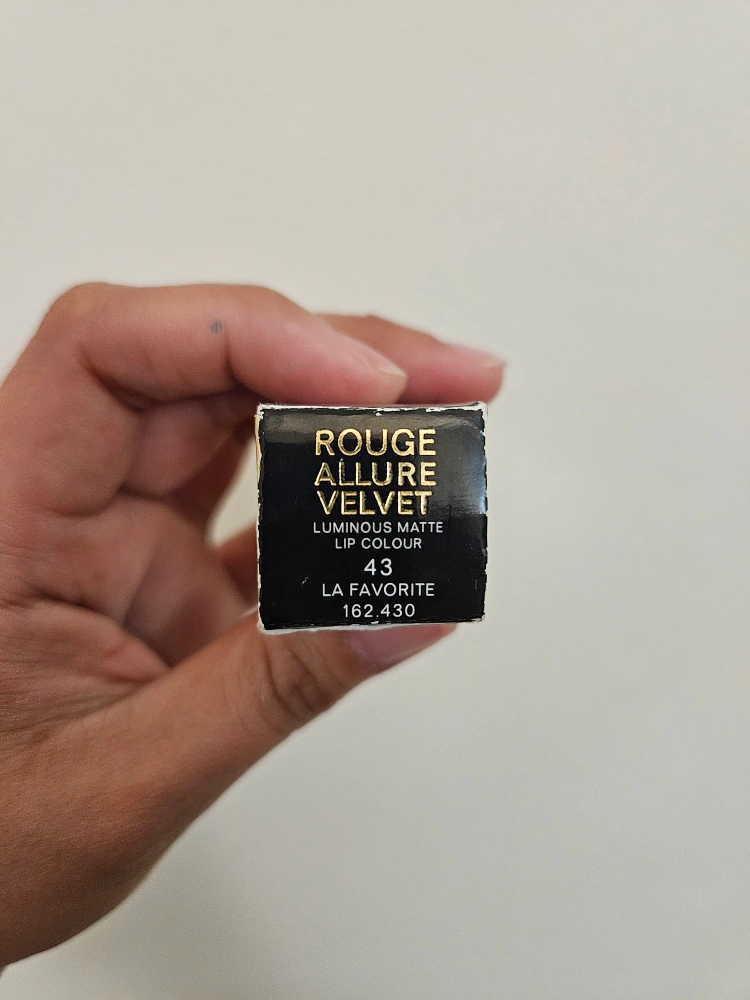 ROUGE
ALLURE
VELVET
LUMINOUS MATTE
LIP COLOUR
43
LA FAVORITE
162.430